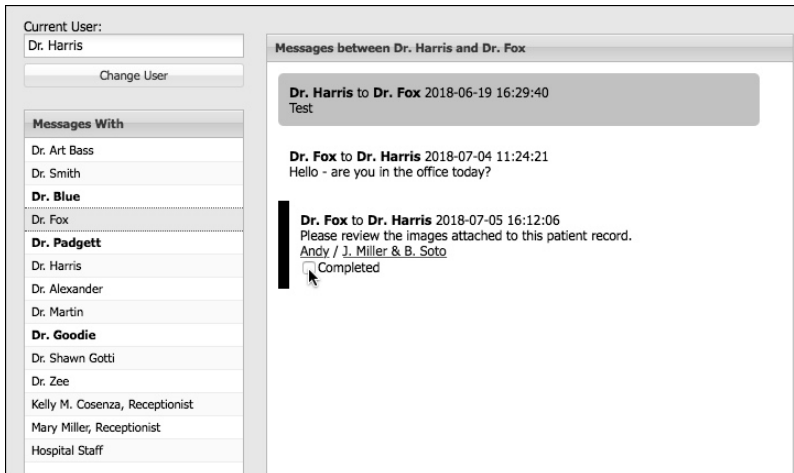 Current User:
Dr. Harris
Change User
Messages With
Dr. Art Bass
Dr. Smith
Dr. Blue
Dr. Fox
Dr. Padgett
Dr. Harris
Dr. Alexander
Dr. Martin
Dr. Goodie
Dr. Shawn Gotti
Dr. Zee
Kelly M. Cosenza, Receptionist
Mary Miller, Receptionist
Hospital Staff
Messages between Dr. Harris and Dr. Fox
Dr. Harris to Dr. Fox 2018-06-19 16:29:40
Test
Dr. Fox to Dr. Harris 2018-07-04 11:24:21
Hello - are you in the office today?
Dr. Fox to Dr. Harris 2018-07-05 16:12:06
Please review the images attached to this patient record.
Andy / J. Miller & B. Soto
Completed